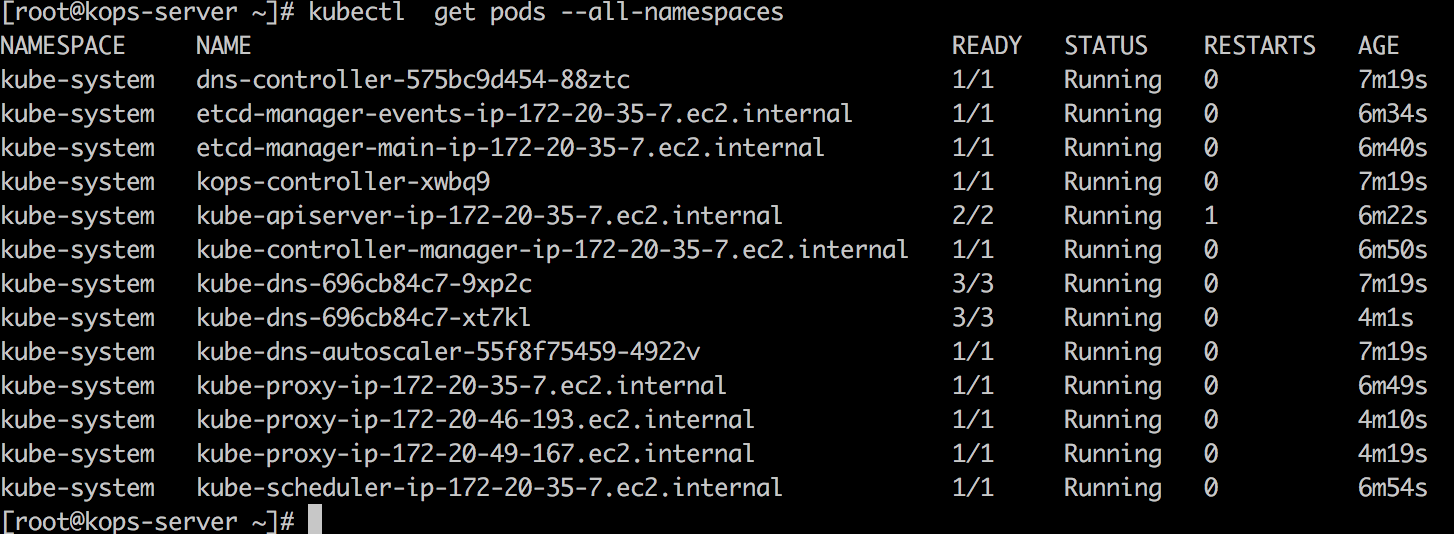 [root@kops-server ~]# kubectl  get pods --all-namespaces
NAMESPACE     NAME                                                  READY   STATUS    RESTARTS   AGE
kube-system   dns-controller-575bc9d454-88ztc                       1/1     Running   0          7m19s
kube-system   etcd-manager-events-ip-172-20-35-7.ec2.internal       1/1     Running   0          6m34s
kube-system   etcd-manager-main-ip-172-20-35-7.ec2.internal         1/1     Running   0          6m40s
kube-system   kops-controller-xwbq9                                 1/1     Running   0          7m19s
kube-system   kube-apiserver-ip-172-20-35-7.ec2.internal            2/2     Running   1          6m22s
kube-system   kube-controller-manager-ip-172-20-35-7.ec2.internal   1/1     Running   0          6m50s
kube-system   kube-dns-696cb84c7-9xp2c                              3/3     Running   0          7m19s
kube-system   kube-dns-696cb84c7-xt7kl                              3/3     Running   0          4m1s
kube-system   kube-dns-autoscaler-55f8f75459-4922v                  1/1     Running   0          7m19s
kube-system   kube-proxy-ip-172-20-35-7.ec2.internal                1/1     Running   0          6m49s
kube-system   kube-proxy-ip-172-20-46-193.ec2.internal              1/1     Running   0          4m10s
kube-system   kube-proxy-ip-172-20-49-167.ec2.internal              1/1     Running   0          4m19s
kube-system   kube-scheduler-ip-172-20-35-7.ec2.internal            1/1     Running   0          6m54s
[root@kops-server ~]#